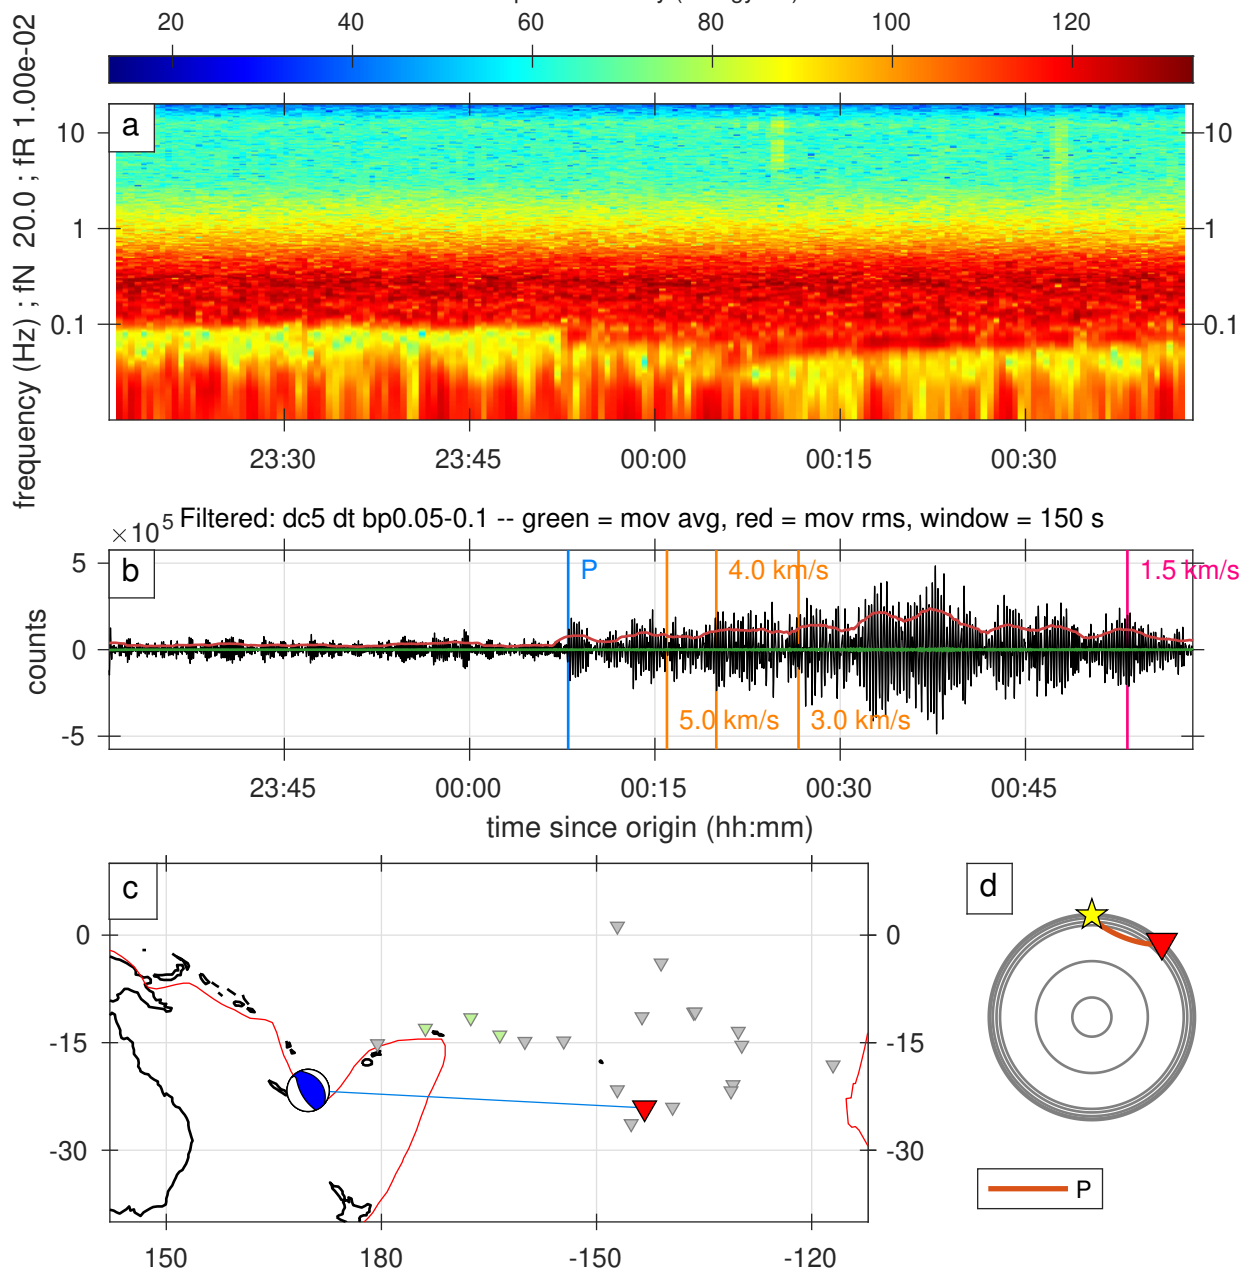 20 40 60 80 100 120
frequency (Hz) ; fN 20.0 ; fR 1.00e-02
a
10 10
1 1
0.1 0.1
23:30 23:45 00:00 00:15 00:30
×10^5 Filtered: dc5 dt bp0.05-0.1 -- green = mov avg, red = mov rms, window = 150 s
b
counts
5
0
-5
P 4.0 km/s 1.5 km/s
5.0 km/s 3.0 km/s
23:45 00:00 00:15 00:30 00:45
time since origin (hh:mm)
c
0 0
-15 -15
-30 -30
150 180 -150 -120
d
P